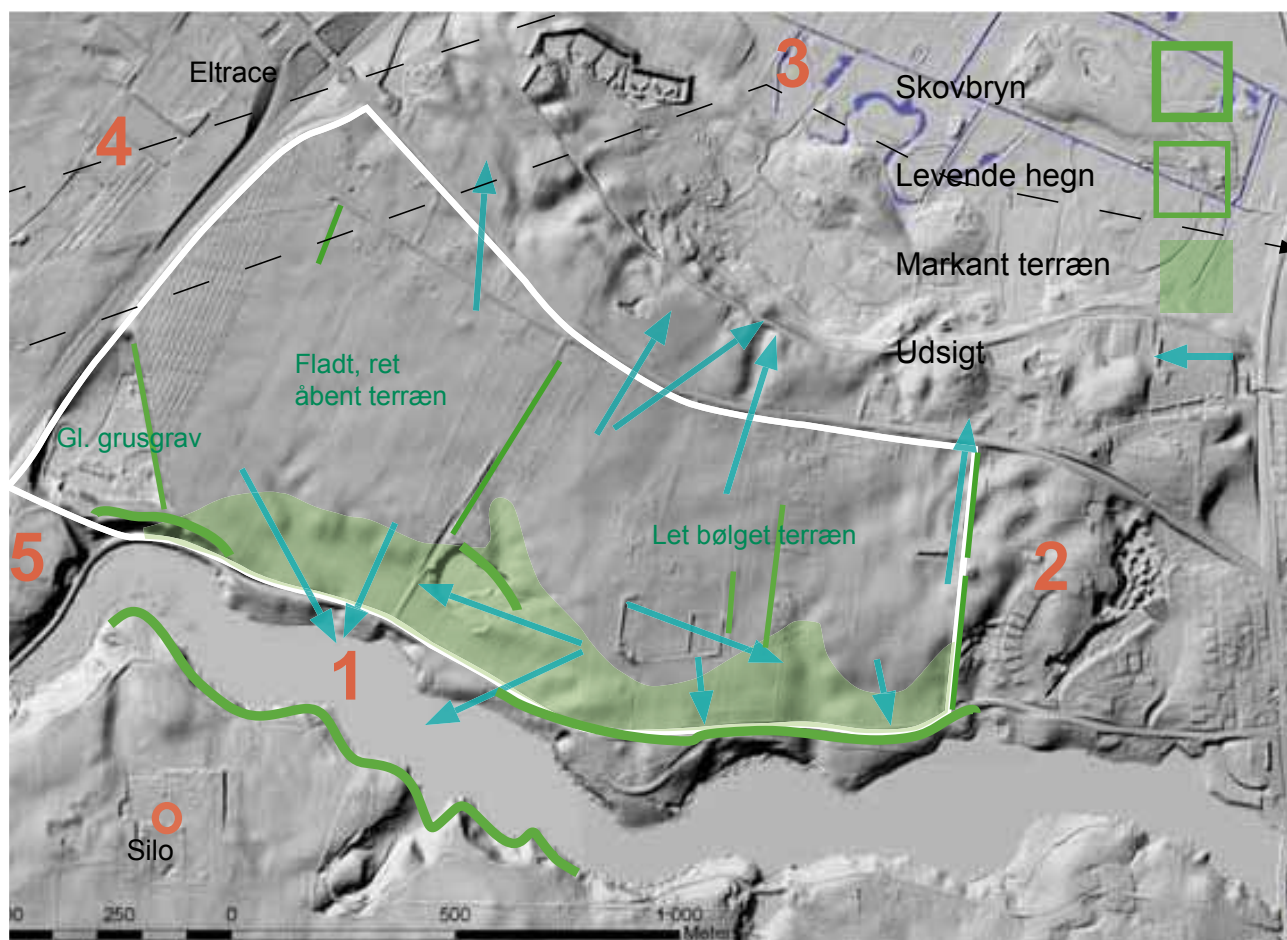 Eltrace
3
Skovbryn
4
Levende hegn
Markant terræn
Fladt, ret
åbent terræn
Udsigt
Gl. grusgrav
Let bølget terræn
5
2
1
Silo
250
0
500
1 000
Meter